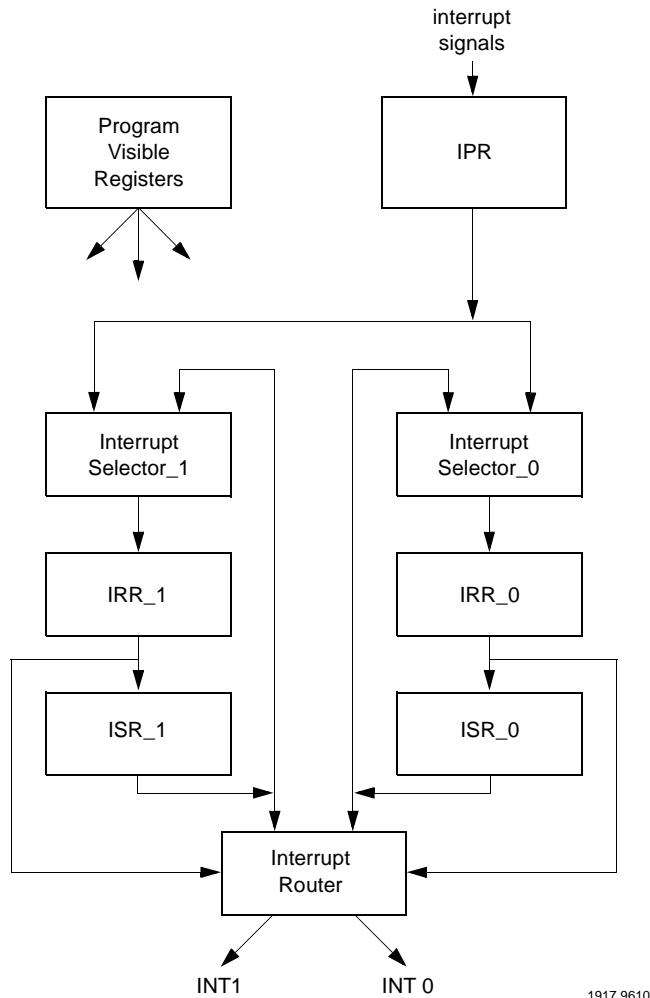 interrupt
signals
Program
Visible
Registers
IPR
Interrupt
Selector_1
Interrupt
Selector_0
IRR_1
IRR_0
ISR_1
ISR_0
Interrupt
Router
INT1
INT 0
1917 9610